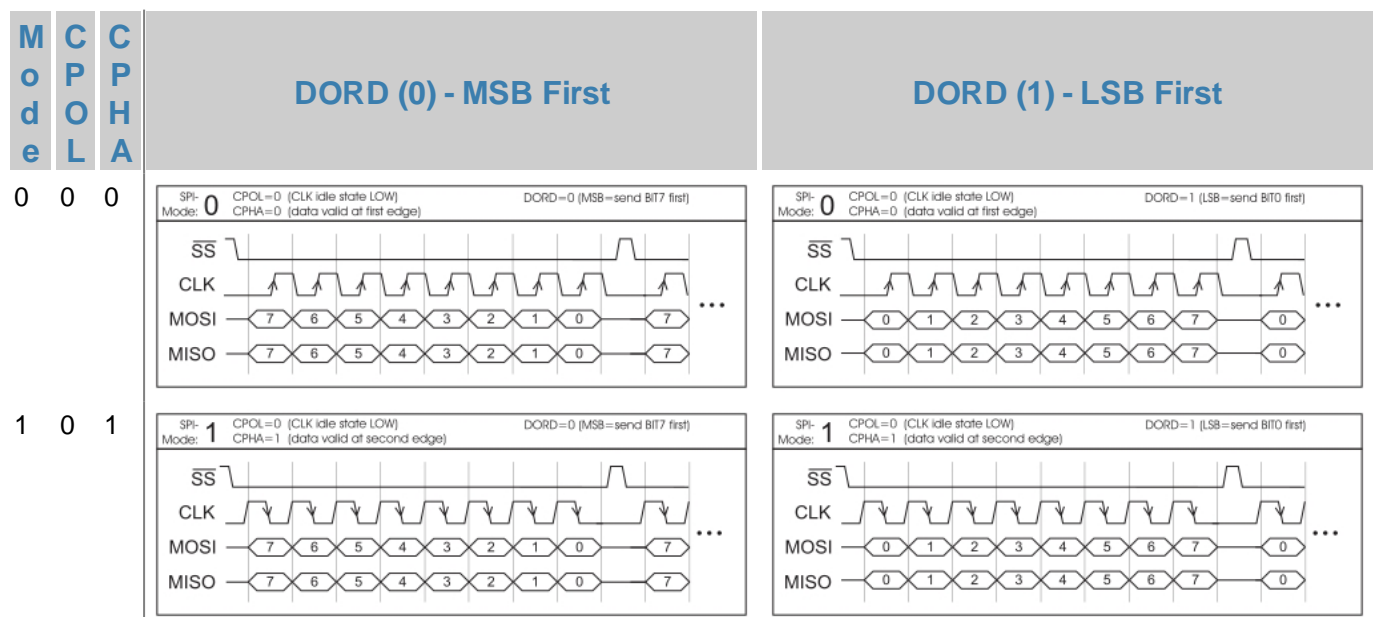 Mode CPOL CPHA DORD (0) - MSB First DORD (1) - LSB First
0 0 0
SPI-Mode: 0 CPOL=0 (CLK idle state LOW) DORD=0 (MSB=send BIT7 first)
CPHA=0 (data valid at first edge)
SS
CLK
MOSI 7 6 5 4 3 2 1 0 7 ...
MISO 7 6 5 4 3 2 1 0 7
SPI-Mode: 0 CPOL=0 (CLK idle state LOW) DORD=1 (LSB=send BIT0 first)
CPHA=0 (data valid at first edge)
SS
CLK
MOSI 0 1 2 3 4 5 6 7 0 ...
MISO 0 1 2 3 4 5 6 7 0
1 0 1
SPI-Mode: 1 CPOL=0 (CLK idle state LOW) DORD=0 (MSB=send BIT7 first)
CPHA=1 (data valid at second edge)
SS
CLK
MOSI 7 6 5 4 3 2 1 0 7 ...
MISO 7 6 5 4 3 2 1 0 7
SPI-Mode: 1 CPOL=0 (CLK idle state LOW) DORD=1 (LSB=send BIT0 first)
CPHA=1 (data valid at second edge)
SS
CLK
MOSI 0 1 2 3 4 5 6 7 0 ...
MISO 0 1 2 3 4 5 6 7 0